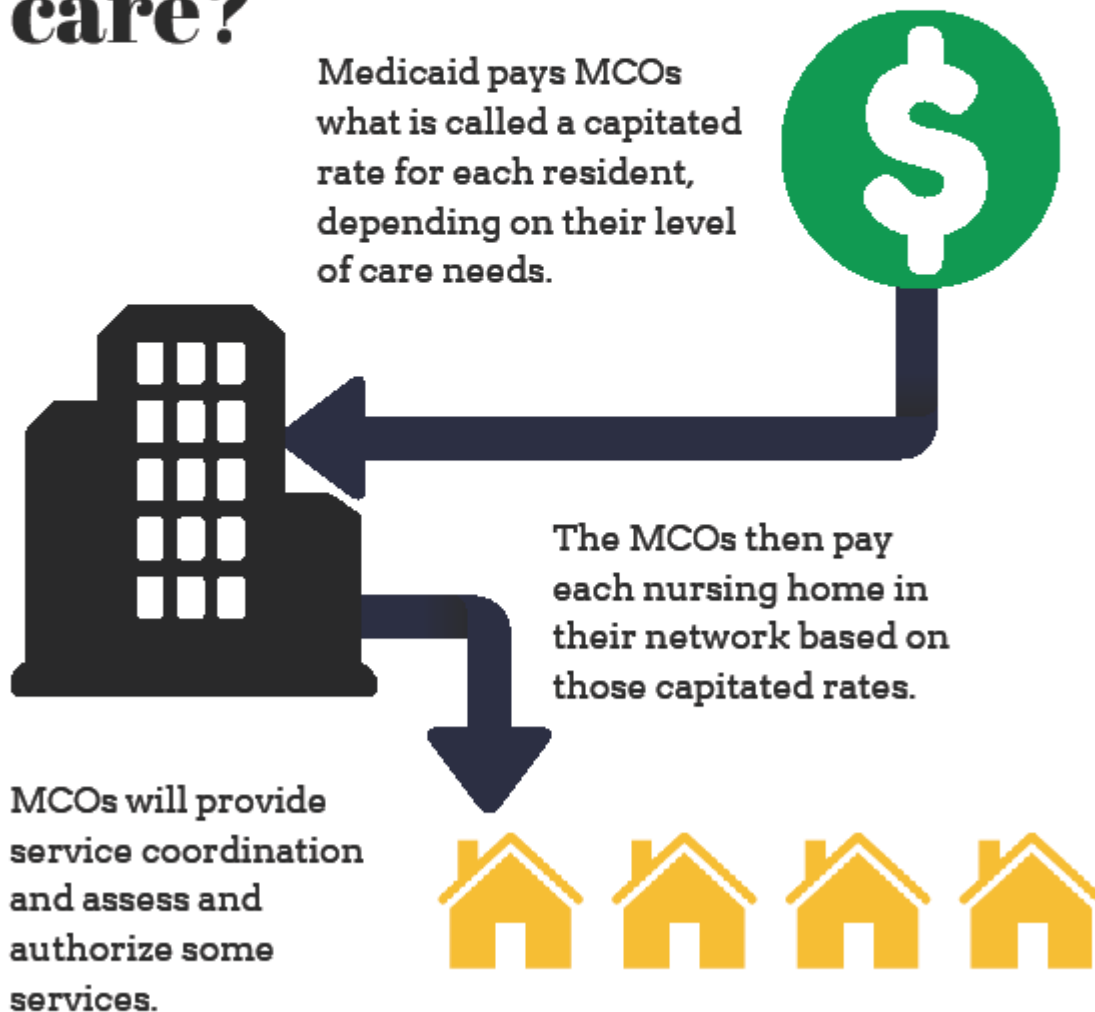 care?
Medicaid pays MCOs
what is called a capitated
rate for each resident,
depending on their level
of care needs.
The MCOs then pay
each nursing home in
their network based on
those capitated rates.
MCOs will provide
service coordination
and assess and
authorize some
services.